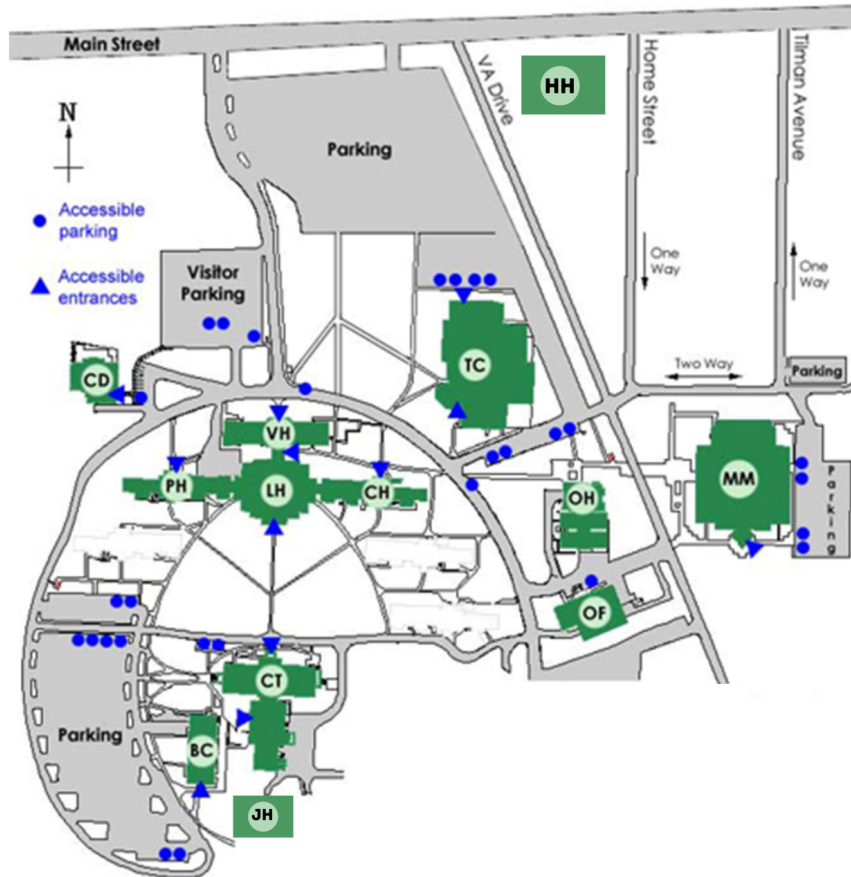 Main Street
HH
VA Drive
Home Street
Tilman Avenue
N
Parking
Accessible
parking
Accessible
entrances
Visitor
Parking
One
Way
One
Way
TC
CD
Two Way
Parking
VH
PH
LH
CH
OH
MM
Parking
OF
CT
Parking
BC
JH